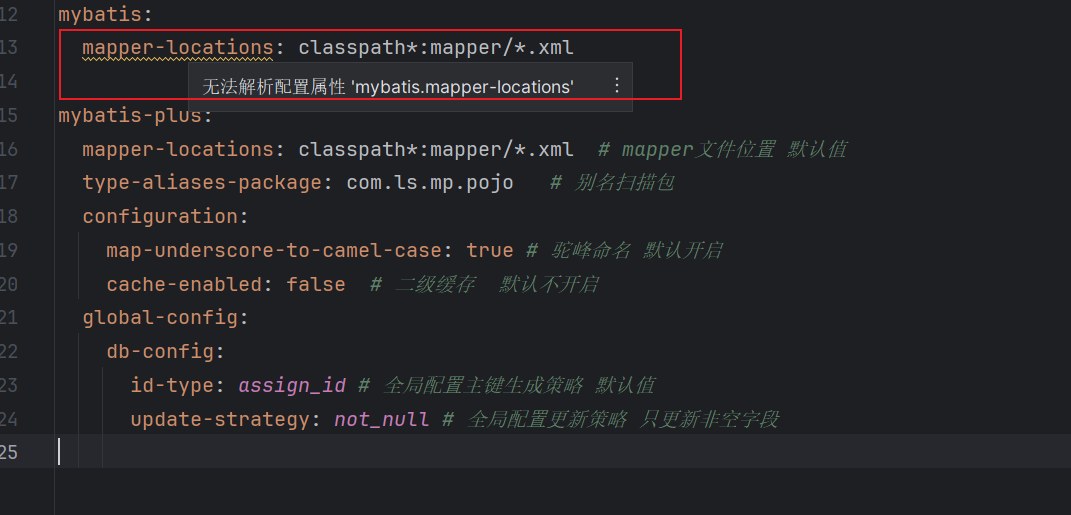 12 mybatis:
13 mapper-locations: classpath*:mapper/*.xml
14 无法解析配置属性 'mybatis.mapper-locations'
15 mybatis-plus:
16 mapper-locations: classpath*:mapper/*.xml # mapper文件位置 默认值
17 type-aliases-package: com.ls.mp.pojo # 别名扫描包
18 configuration:
19 map-underscore-to-camel-case: true # 驼峰命名 默认开启
20 cache-enabled: false # 二级缓存 默认不开启
21 global-config:
22 db-config:
23 id-type: assign_id # 全局配置主键生成策略 默认值
24 update-strategy: not_null # 全局配置更新策略 只更新非空字段
25